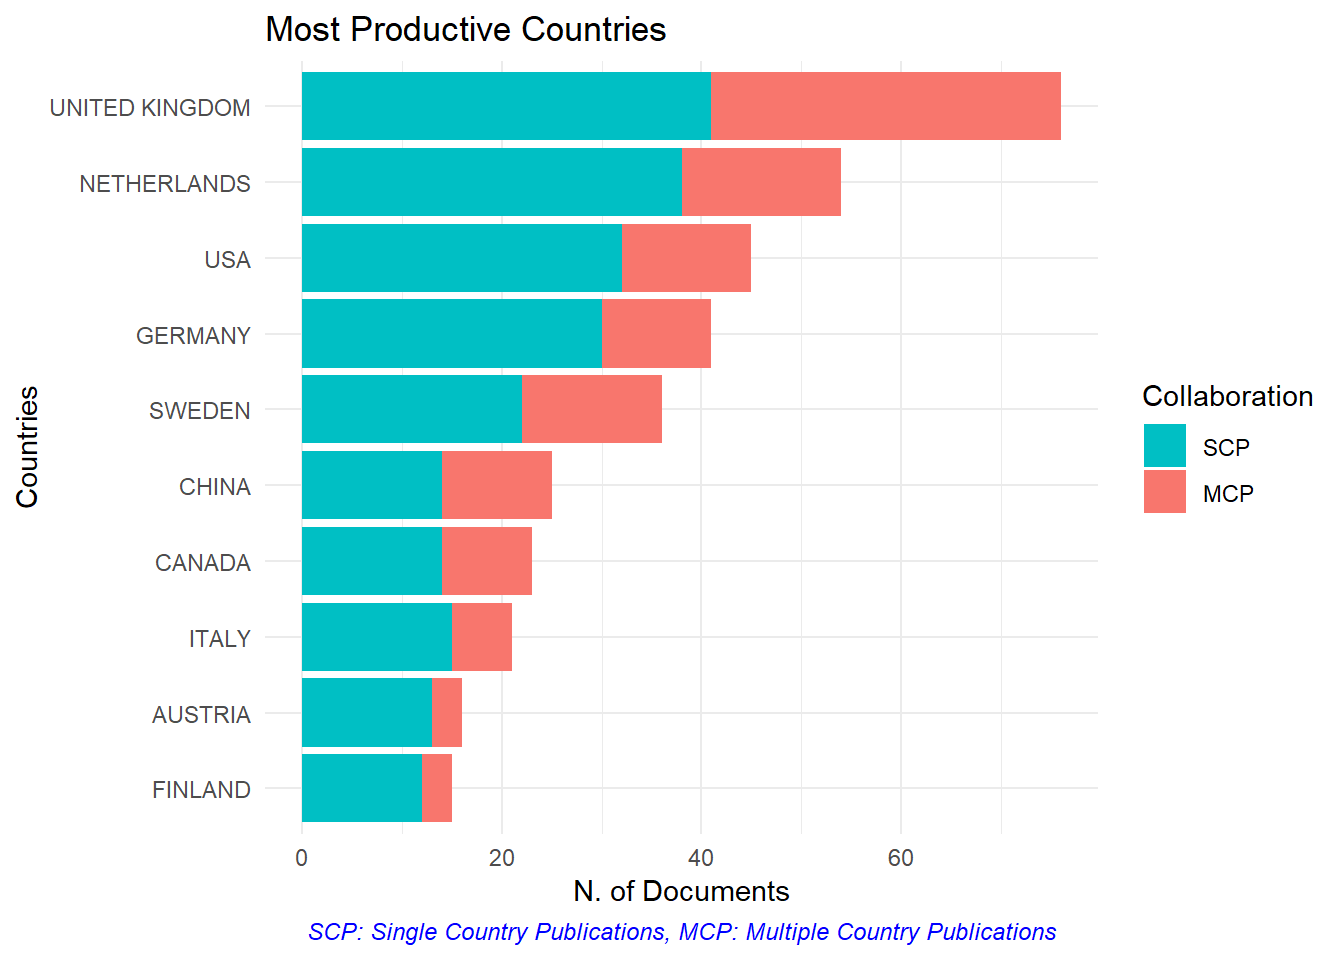 Most Productive Countries
UNITED KINGDOM
NETHERLANDS
USA
GERMANY
SWEDEN
CHINA
CANADA
ITALY
AUSTRIA
FINLAND
Countries
0 20 40 60
N. of Documents
SCP: Single Country Publications, MCP: Multiple Country Publications
Collaboration
SCP
MCP